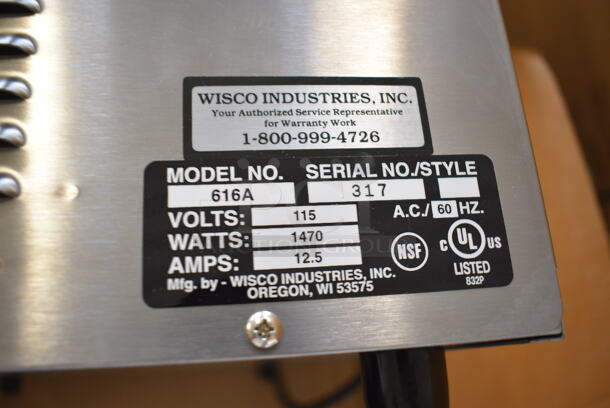 WISCO INDUSTRIES, INC.
Your Authorized Service Representative
for Warranty Work
1-800-999-4726
MODEL NO. SERIAL NO./STYLE
616A 317
VOLTS: 115 A.C./ 60 HZ.
WATTS: 1470
AMPS: 12.5
NSF
C UL US
LISTED
832P
Mfg. by - WISCO INDUSTRIES, INC.
OREGON, WI 53575